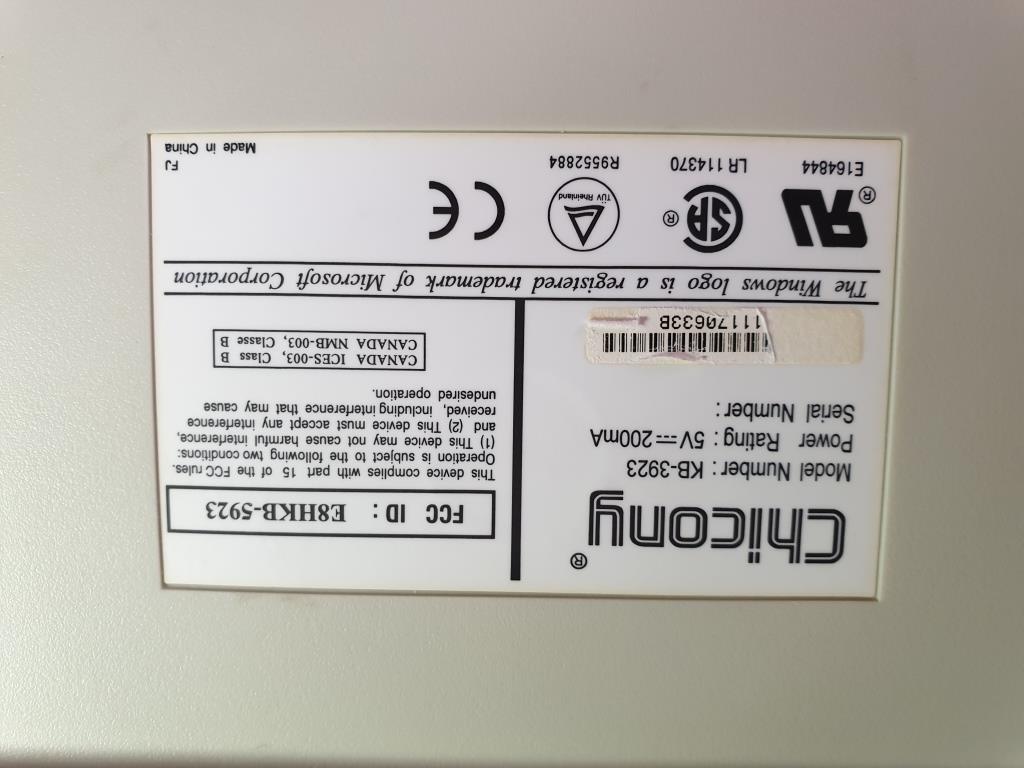 Chicony®
Model Number: KB-3923
Power Rating: 5V⎓200mA
Serial Number:
11170633B
FCC ID: E8HKB-5923
This device complies with part 15 of the FCC rules.
Operation is subject to the following two conditions:
(1) This device may not cause harmful interference,
and (2) This device must accept any interference
received, including interference that may cause
undesired operation.
CANADA ICES-003, Class B
CANADA NMB-003, Classe B
The Windows logo is a registered trademark of Microsoft Corporation
E164844
SA
LR 114370
TÜV Rheinland
R9552884
CE
FJ
Made in China